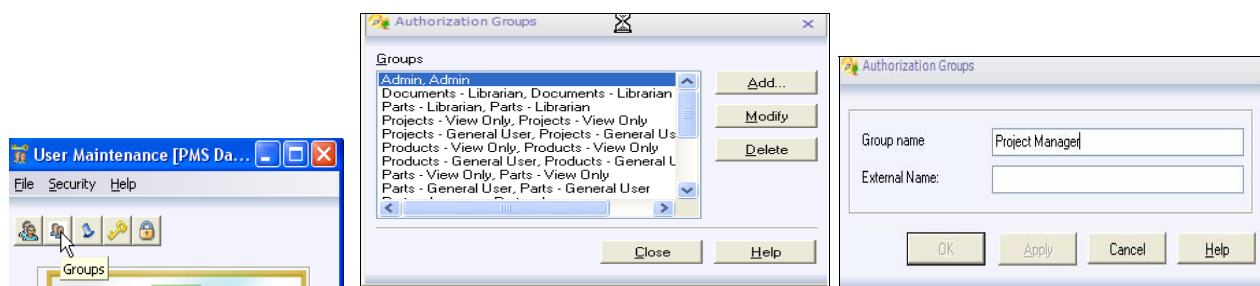 User Maintenance [PMS Da...
File Security Help
Groups
Authorization Groups
Groups
Admin, Admin
Documents - Librarian, Documents - Librarian
Parts - Librarian, Parts - Librarian
Projects - View Only, Projects - View Only
Projects - General User, Projects - General Us
Products - View Only, Products - View Only
Products - General User, Products - General U
Parts - View Only, Parts - View Only
Parts - General User, Parts - General User
Add...
Modify
Delete
Close
Help
Authorization Groups
Group name
Project Manager
External Name:
OK
Apply
Cancel
Help